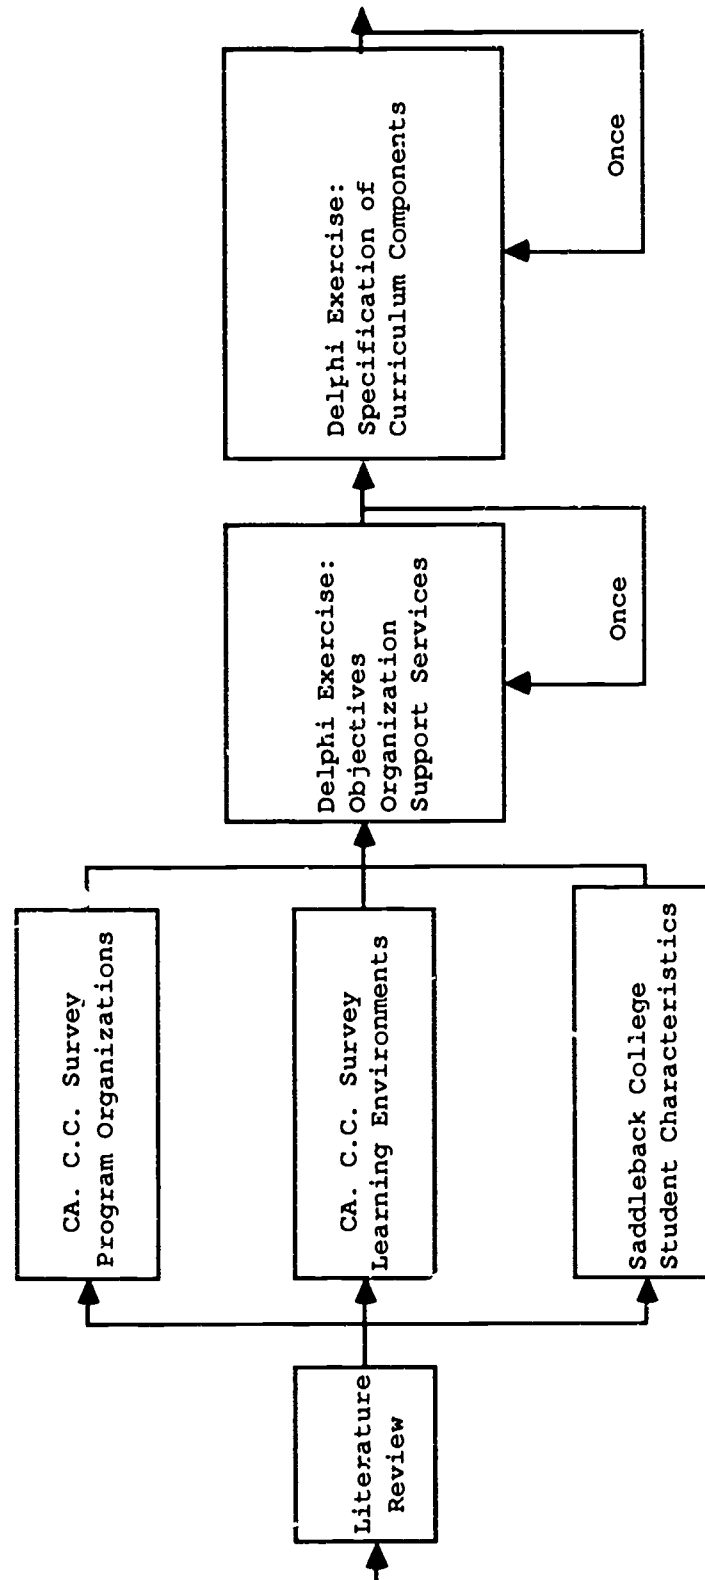 Literature
Review
CA. C.C. Survey
Program Organizations
CA. C.C. Survey
Learning Environments
Saddleback College
Student Characteristics
Delphi Exercise:
Objectives
Organization
Support Services
Once
Delphi Exercise:
Specification of
Curriculum Components
Once